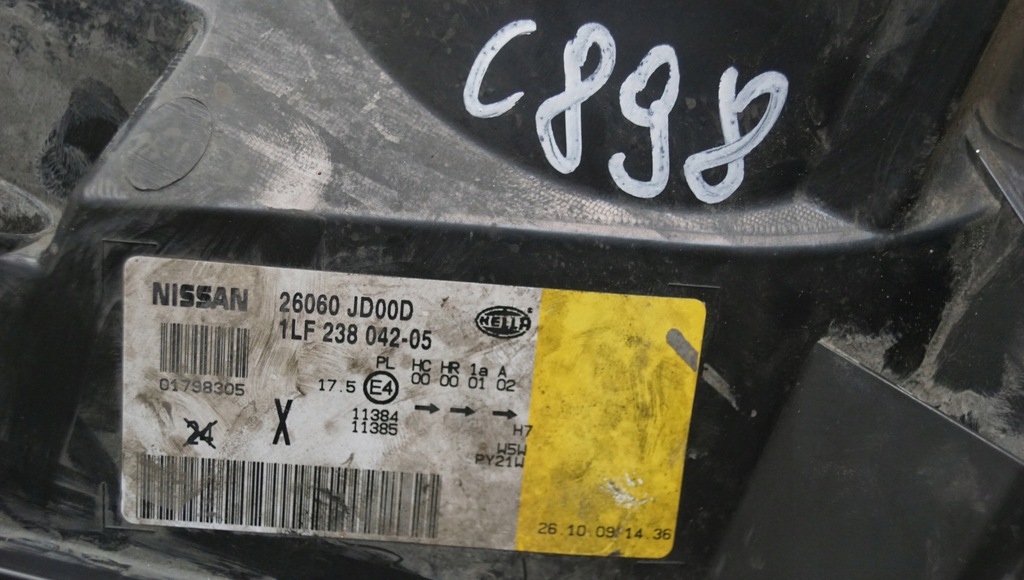 C898
NISSAN
26060 JD00D
1LF 238 042-05
HELLA
01798305
PL HC HR 1a A
17.5 E4 00 00 01 02
11384
11385
24
X
H7
W5W
PY21W
26.10.09 14.36